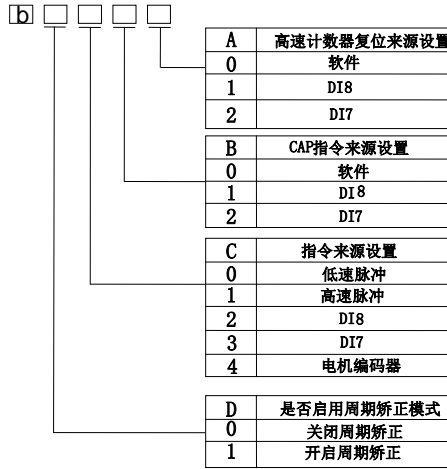 b
A 高速计数器复位来源设置
0 软件
1 DI8
2 DI7
B CAP指令来源设置
0 软件
1 DI8
2 DI7
C 指令来源设置
0 低速脉冲
1 高速脉冲
2 DI8
3 DI7
4 电机编码器
D 是否启用周期矫正模式
0 关闭周期矫正
1 开启周期矫正